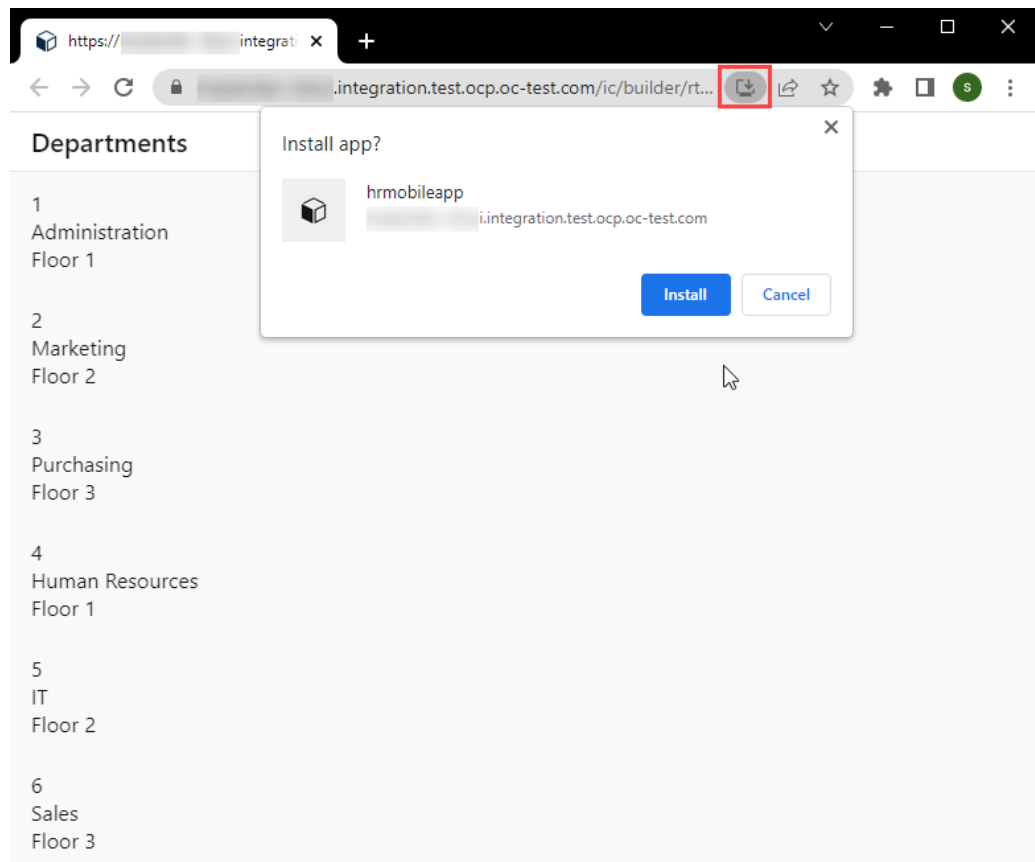 https:// integrati
.integration.test.ocp.oc-test.com/ic/builder/rt...
S
Departments
Install app?
hrmobileapp
i.integration.test.ocp.oc-test.com
Install Cancel
1
Administration
Floor 1
2
Marketing
Floor 2
3
Purchasing
Floor 3
4
Human Resources
Floor 1
5
IT
Floor 2
6
Sales
Floor 3